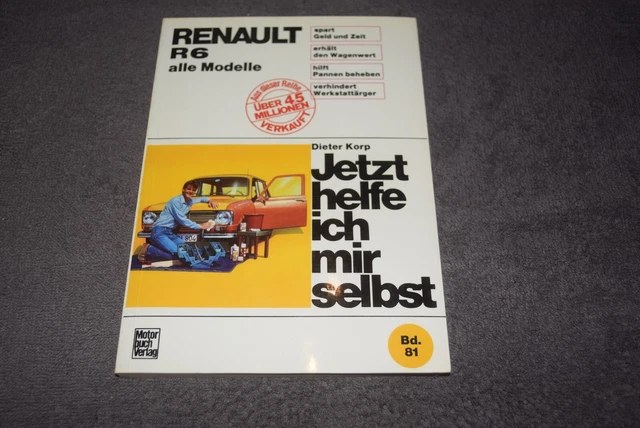 RENAULT
R6
alle Modelle
spart
Geld und Zeit
erhält
den Wagenwert
hilft
Pannen beheben
verhindert
Werkstattärger
Aus dieser Reihe
ÜBER 4,5
MILLIONEN
VERKAUFT
Dieter Korp
Jetzt
helfe
ich
mir
selbst
Motor
buch
Verlag
Bd.
81